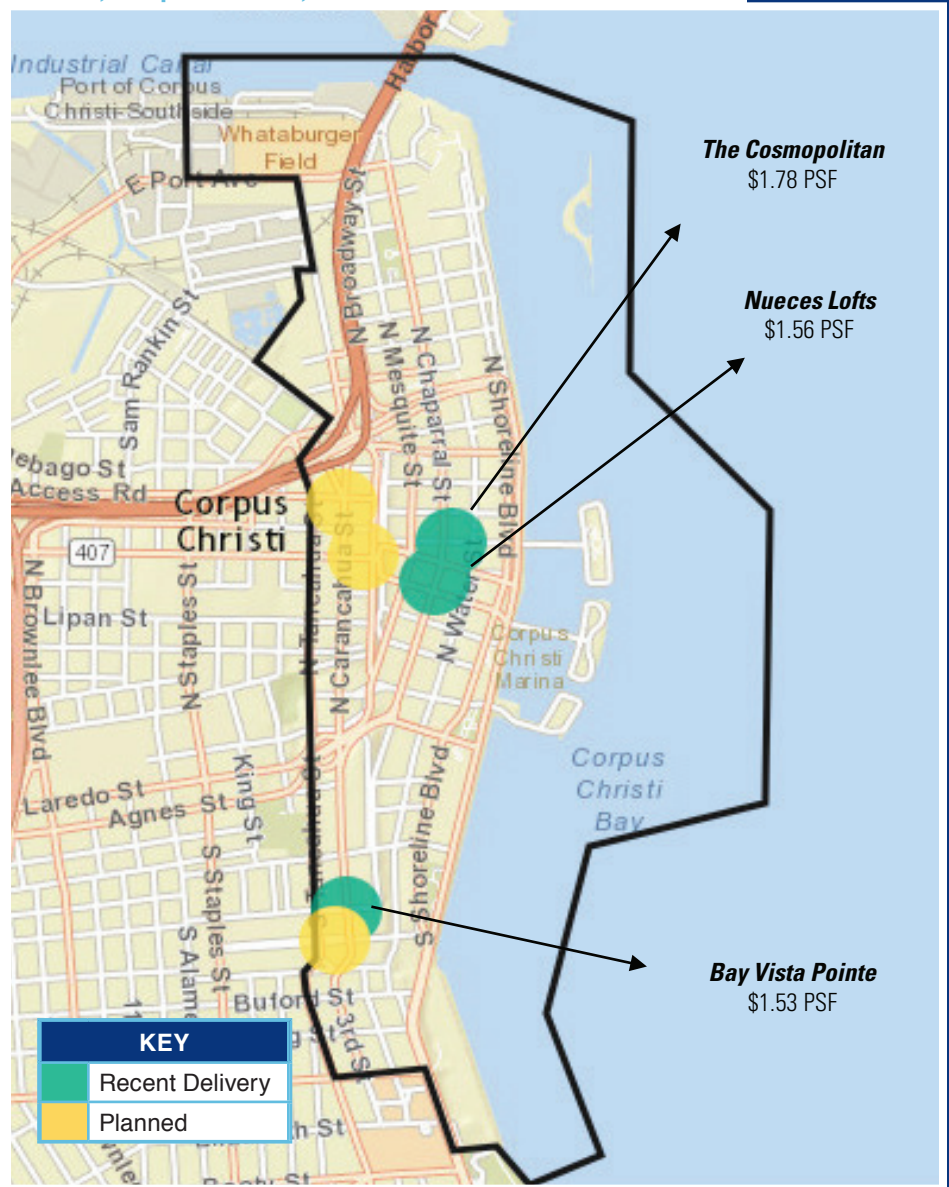 Industrial Canal
Port of Corpus
Christi-Southside
Harbor
Whataburger
Field
E Port Ave
N Broadway St
The Cosmopolitan
$1.78 PSF
Nueces Lofts
$1.56 PSF
Sam Rankin St
N Mesquite St
N Chaparral St
N Shoreline Blvd
ebago St
Access Rd
Corpus
Christi
407
N Brownlee Blvd
Lipan St
N Staples St
N Tancahua St
N Carancahua St
N Water St
Corpus
Christi
Marina
Corpus
Christi
Bay
King St
Laredo St
Agnes St
S Staples St
S Shoreline Blvd
S Alame
Bay Vista Pointe
$1.53 PSF
Buford St
3rd St
KEY
Recent Delivery
Planned